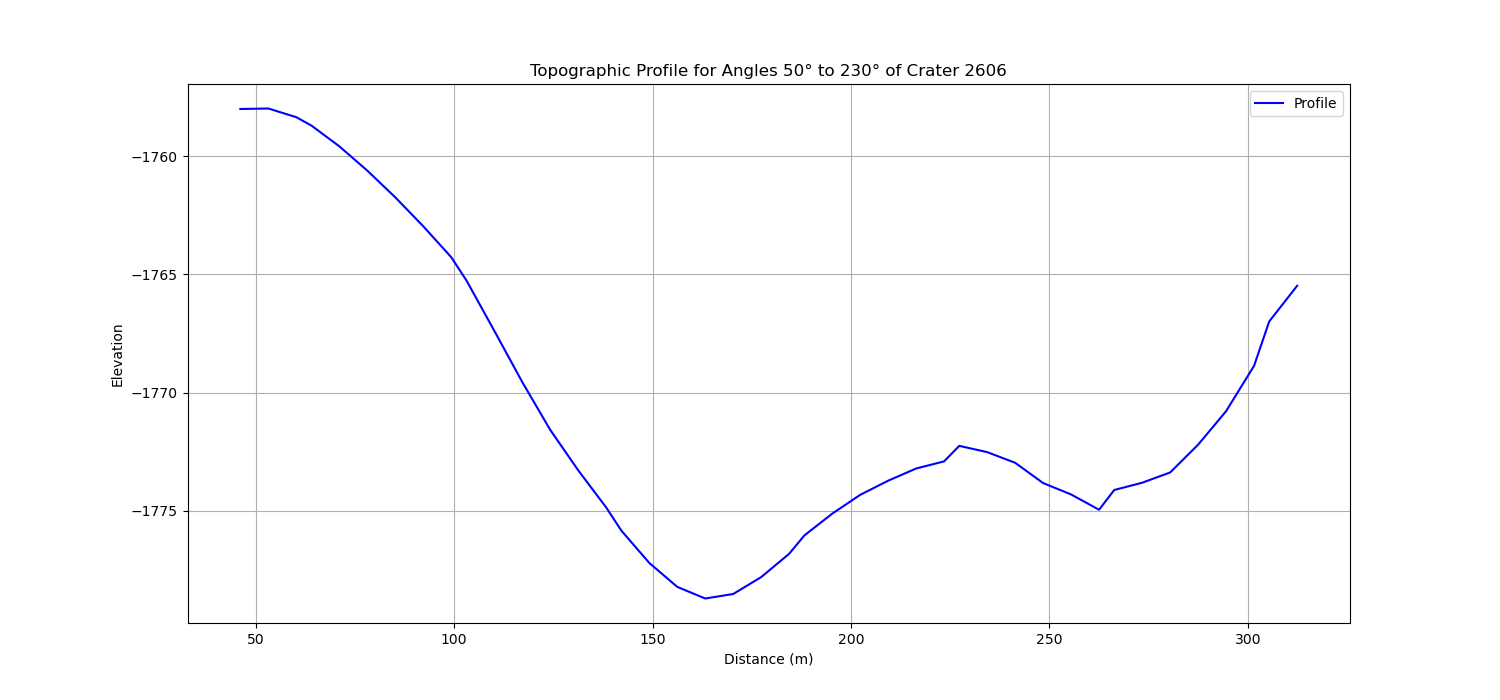 Topographic Profile for Angles 50° to 230° of Crater 2606
Profile
−1760
−1765
−1770
−1775
Elevation
50
100
150
200
250
300
Distance (m)